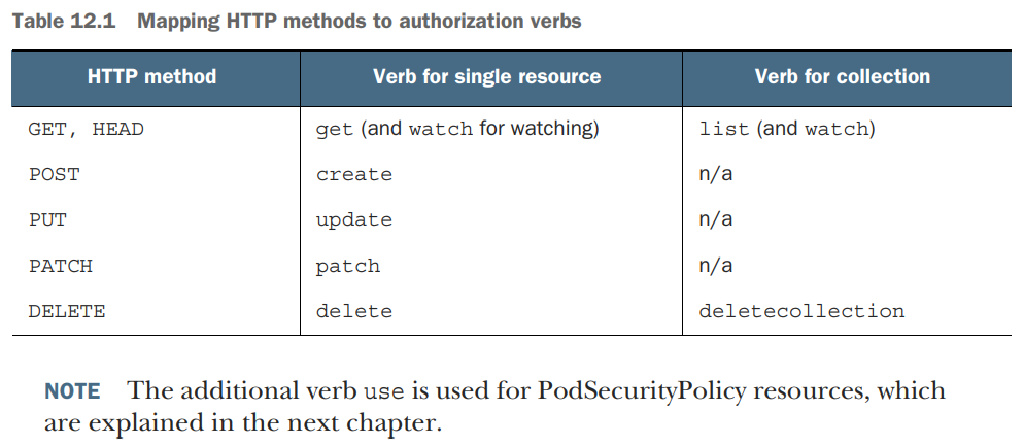 Table 12.1 Mapping HTTP methods to authorization verbs
HTTP method Verb for single resource Verb for collection
GET, HEAD get (and watch for watching) list (and watch)
POST create n/a
PUT update n/a
PATCH patch n/a
DELETE delete deletecollection
NOTE The additional verb use is used for PodSecurityPolicy resources, which
are explained in the next chapter.